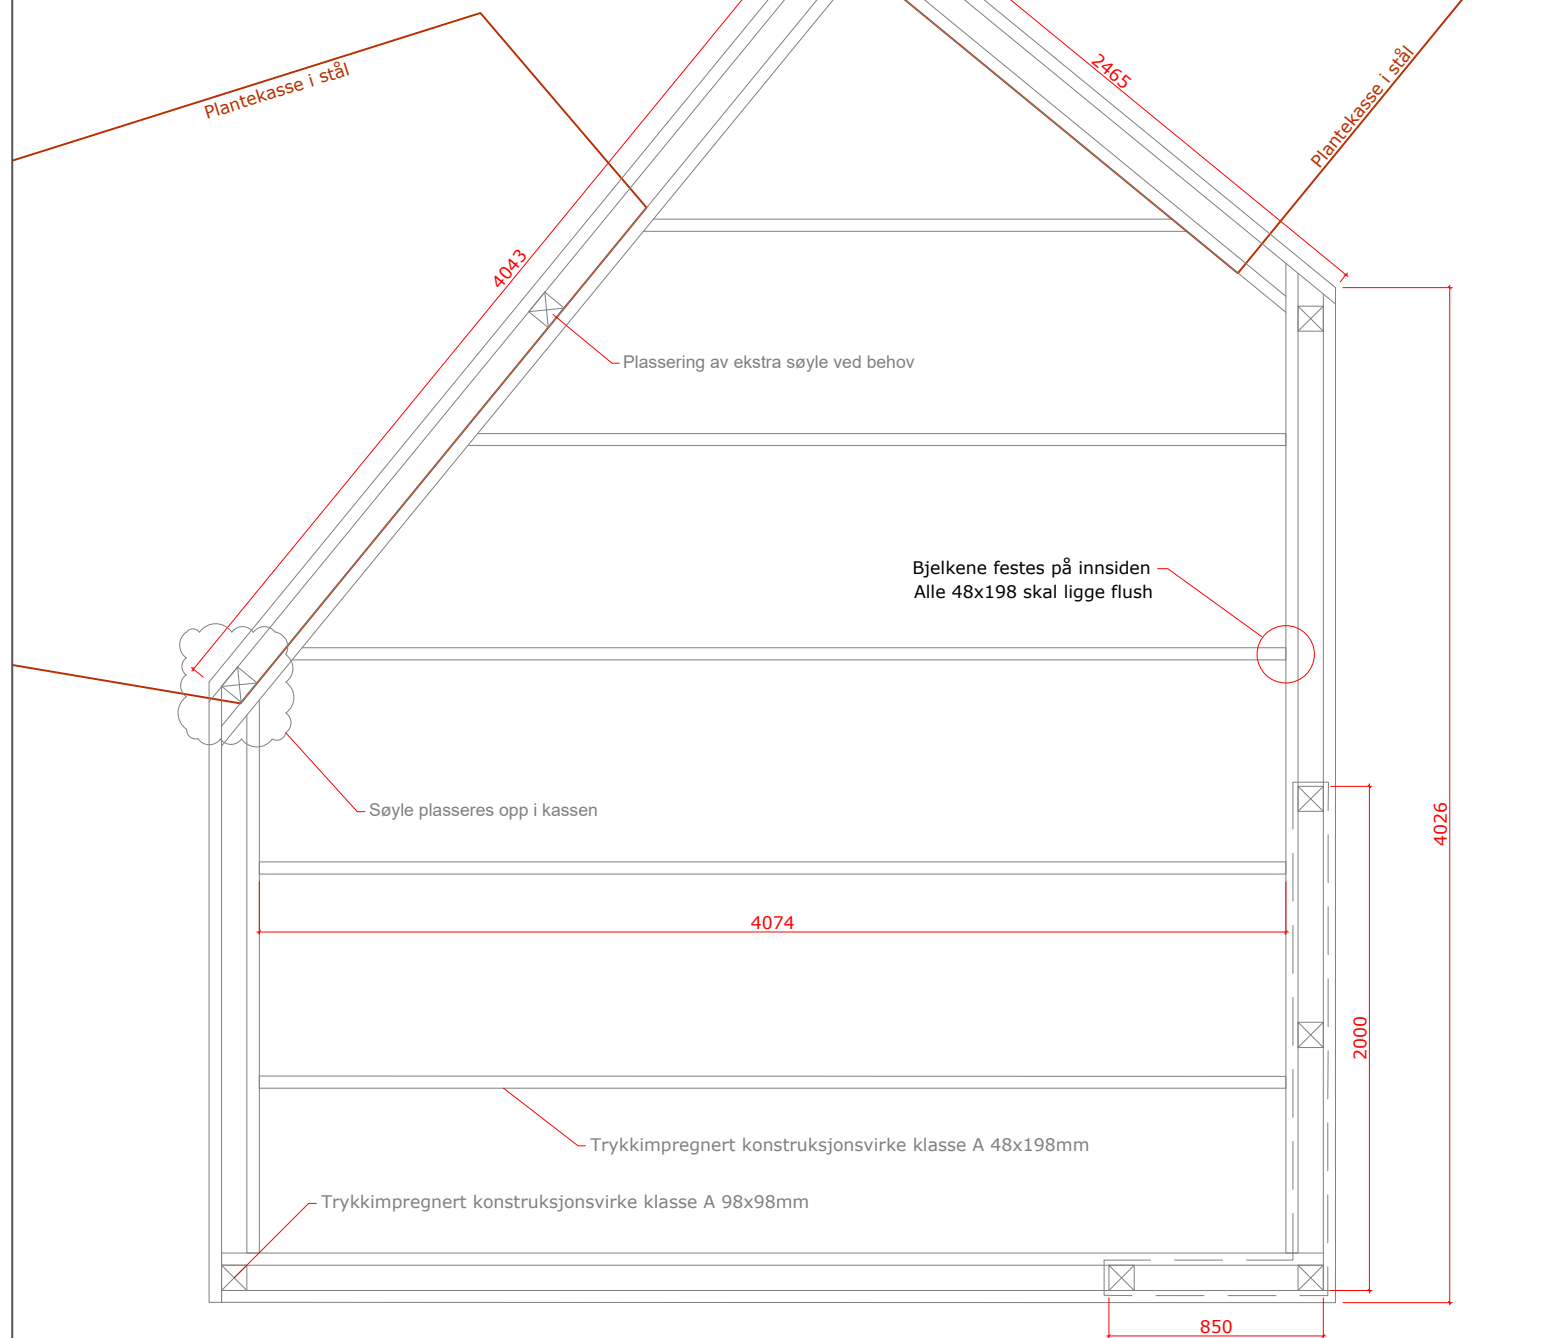 Plantekasse i stål
2465
Plantekasse i stål
4043
Plassering av ekstra søyle ved behov
Bjelkene festes på innsiden
Alle 48x198 skal ligge flush
Søyle plasseres opp i kassen
4026
4074
2000
Trykkimpregnert konstruksjonsvirke klasse A 48x198mm
Trykkimpregnert konstruksjonsvirke klasse A 98x98mm
850